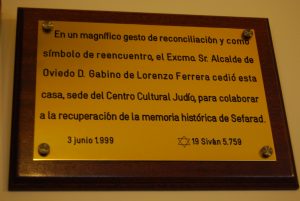 En un magnífico gesto de reconciliación y como
símbolo de reencuentro, el Excmo. Sr. Alcalde de
Oviedo D. Gabino de Lorenzo Ferrera cedió esta
casa, sede del Centro Cultural Judío, para colaborar
a la recuperación de la memoria histórica de Sefarad.
3 junio 1.999 19 Siván 5.759